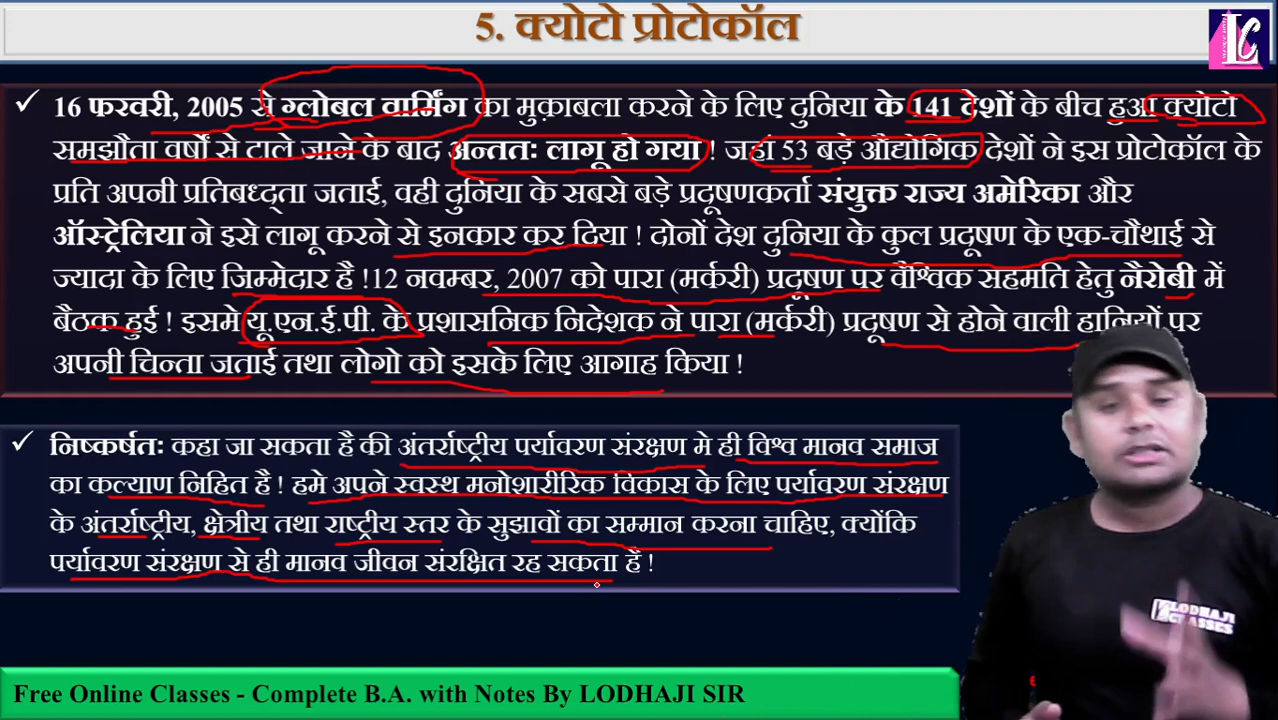 5. क्योटो प्रोटोकॉल
LC
✓ 16 फरवरी, 2005 से ग्लोबल वार्मिंग का मुक़ाबला करने के लिए दुनिया के 141 देशों के बीच हुआ क्योटो
समझौता वर्षों से टाले जाने के बाद अन्ततः लागू हो गया ! जहां 53 बड़े औद्योगिक देशों ने इस प्रोटोकॉल के
प्रति अपनी प्रतिबध्द्ता जताई, वही दुनिया के सबसे बड़े प्रदूषणकर्ता संयुक्त राज्य अमेरिका और
ऑस्ट्रेलिया ने इसे लागू करने से इनकार कर दिया ! दोनों देश दुनिया के कुल प्रदूषण के एक-चौथाई से
ज्यादा के लिए जिम्मेदार है !12 नवम्बर, 2007 को पारा (मर्करी) प्रदूषण पर वैश्विक सहमति हेतु नैरोबी में
बैठक हुई ! इसमे यू.एन.ई.पी. के प्रशासनिक निदेशक ने पारा (मर्करी) प्रदूषण से होने वाली हानियों पर
अपनी चिन्ता जताई तथा लोगो को इसके लिए आगाह किया !
✓ निष्कर्षतः कहा जा सकता है की अंतर्राष्ट्रीय पर्यावरण संरक्षण मे ही विश्व मानव समाज
का कल्याण निहित है ! हमे अपने स्वस्थ मनोशारीरिक विकास के लिए पर्यावरण संरक्षण
के अंतर्राष्ट्रीय, क्षेत्रीय तथा राष्ट्रीय स्तर के सुझावों का सम्मान करना चाहिए, क्योंकि
पर्यावरण संरक्षण से ही मानव जीवन संरक्षित रह सकता है !
LODHAJI
CLASSES
Free Online Classes - Complete B.A. with Notes By LODHAJI SIR